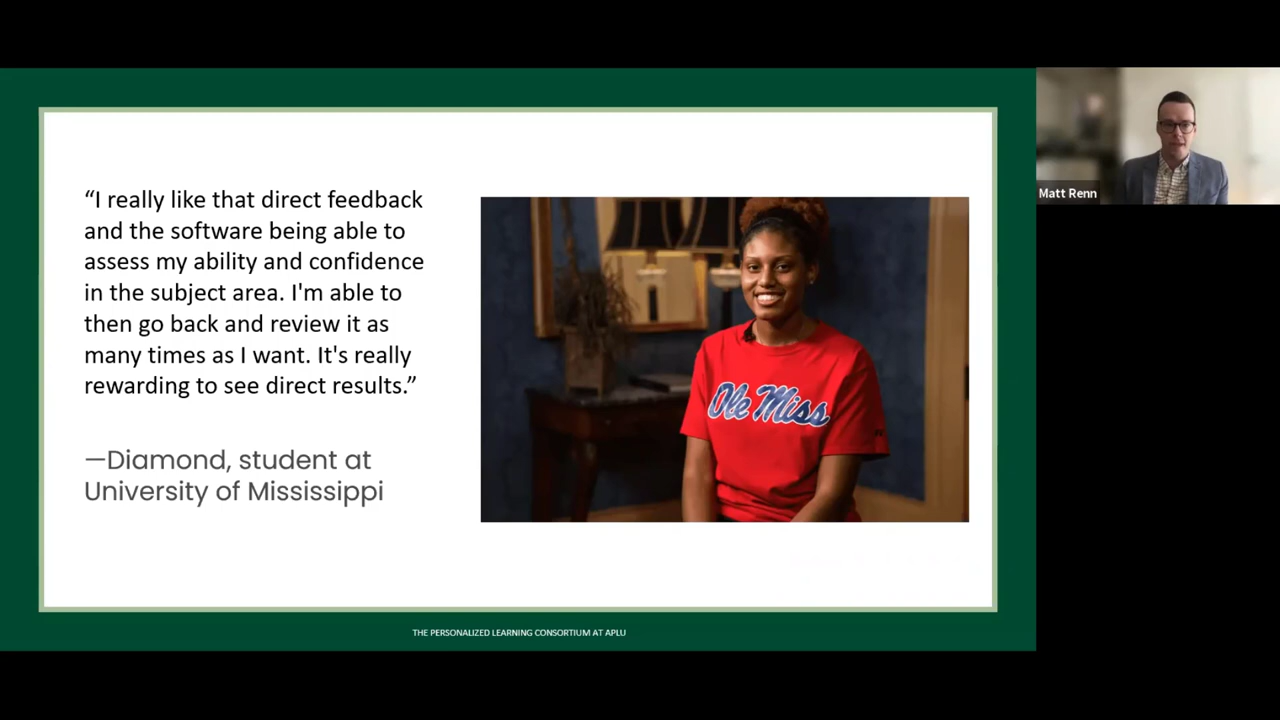 “I really like that direct feedback
and the software being able to
assess my ability and confidence
in the subject area. I'm able to
then go back and review it as
many times as I want. It's really
rewarding to see direct results.”
—Diamond, student at
University of Mississippi
Ole Miss
THE PERSONALIZED LEARNING CONSORTIUM AT APLU
Matt Renn